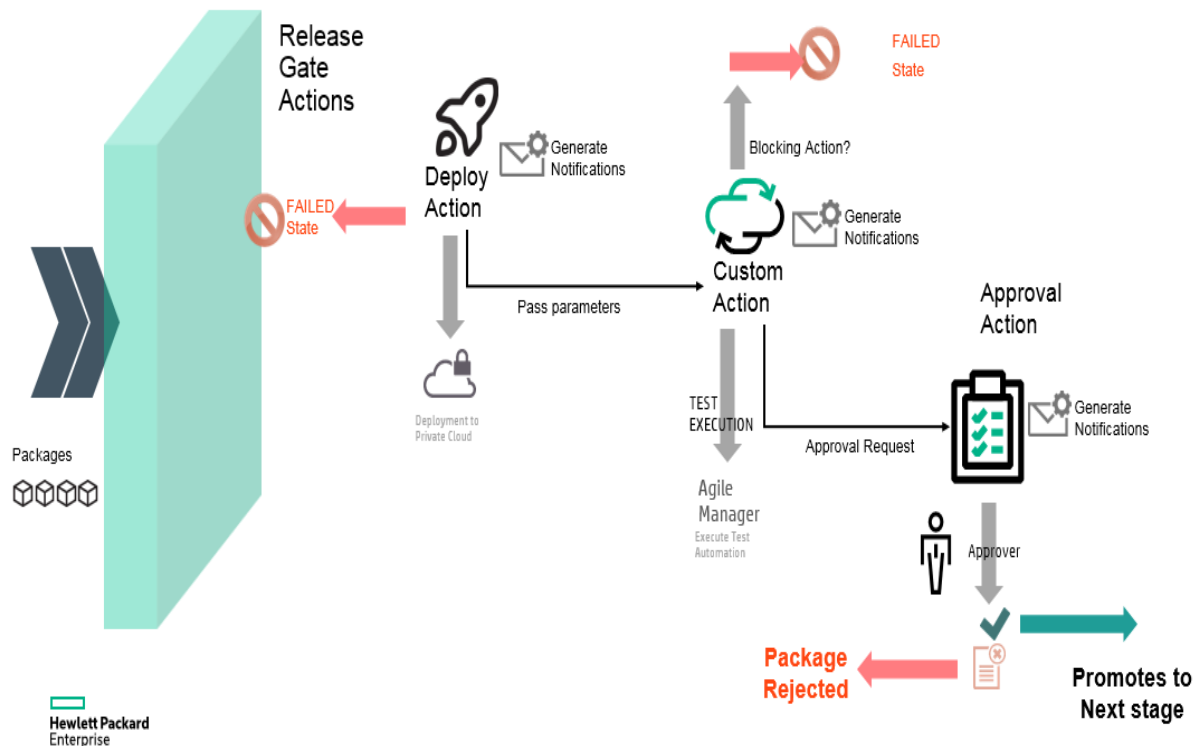 Release
Gate
Actions
FAILED
State
Generate
Notifications
Deploy
Action
FAILED
State
Blocking Action?
Generate
Notifications
Custom
Action
Pass parameters
Approval
Action
Deployment to
Private Cloud
TEST
EXECUTION
Approval Request
Generate
Notifications
Packages
Agile
Manager
Execute Test
Automation
Approver
Package
Rejected
Promotes to
Next stage
Hewlett Packard
Enterprise